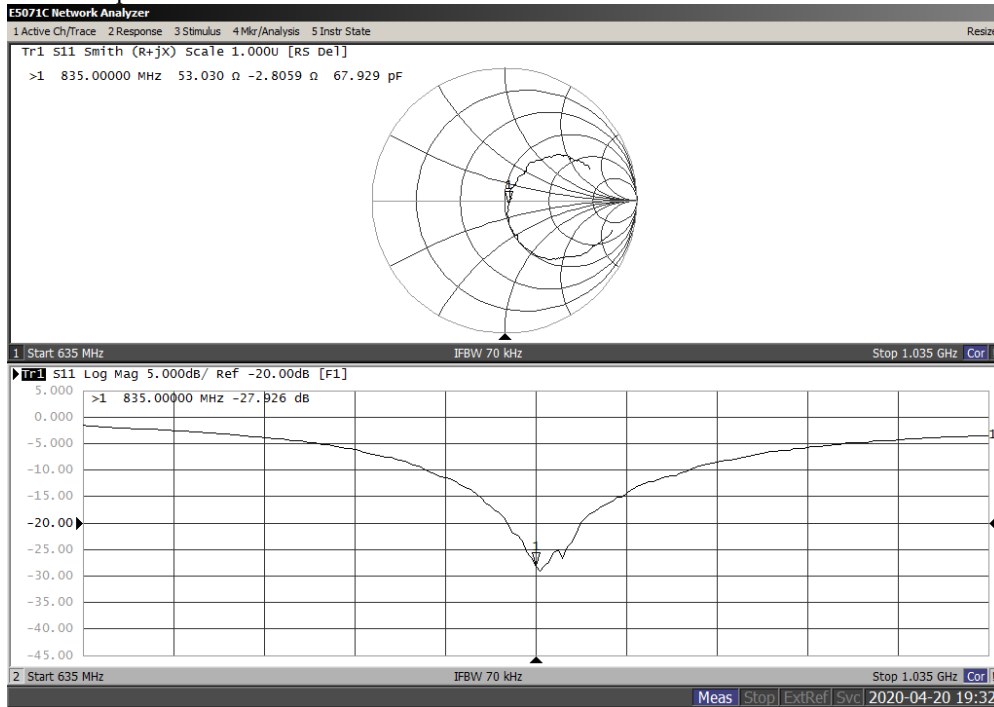 E5071C Network Analyzer
1 Active Ch/Trace 2 Response 3 Stimulus 4 Mkr/Analysis 5 Instr State
Tr1 S11 Smith (R+jX) Scale 1.000U [RS Del]
>1 835.00000 MHz 53.030 Ω -2.8059 Ω 67.929 pF
1
1 Start 635 MHz IFBW 70 kHz Stop 1.035 GHz Cor
Tr1 S11 Log Mag 5.000dB/ Ref -20.00dB [F1]
5.000
>1 835.00000 MHz -27.926 dB
0.000
-5.000
1
-10.00
-15.00
-20.00
-25.00
1
-30.00
-35.00
-40.00
-45.00
2 Start 635 MHz IFBW 70 kHz Stop 1.035 GHz Cor
Meas Stop ExtRef Svc 2020-04-20 19:32